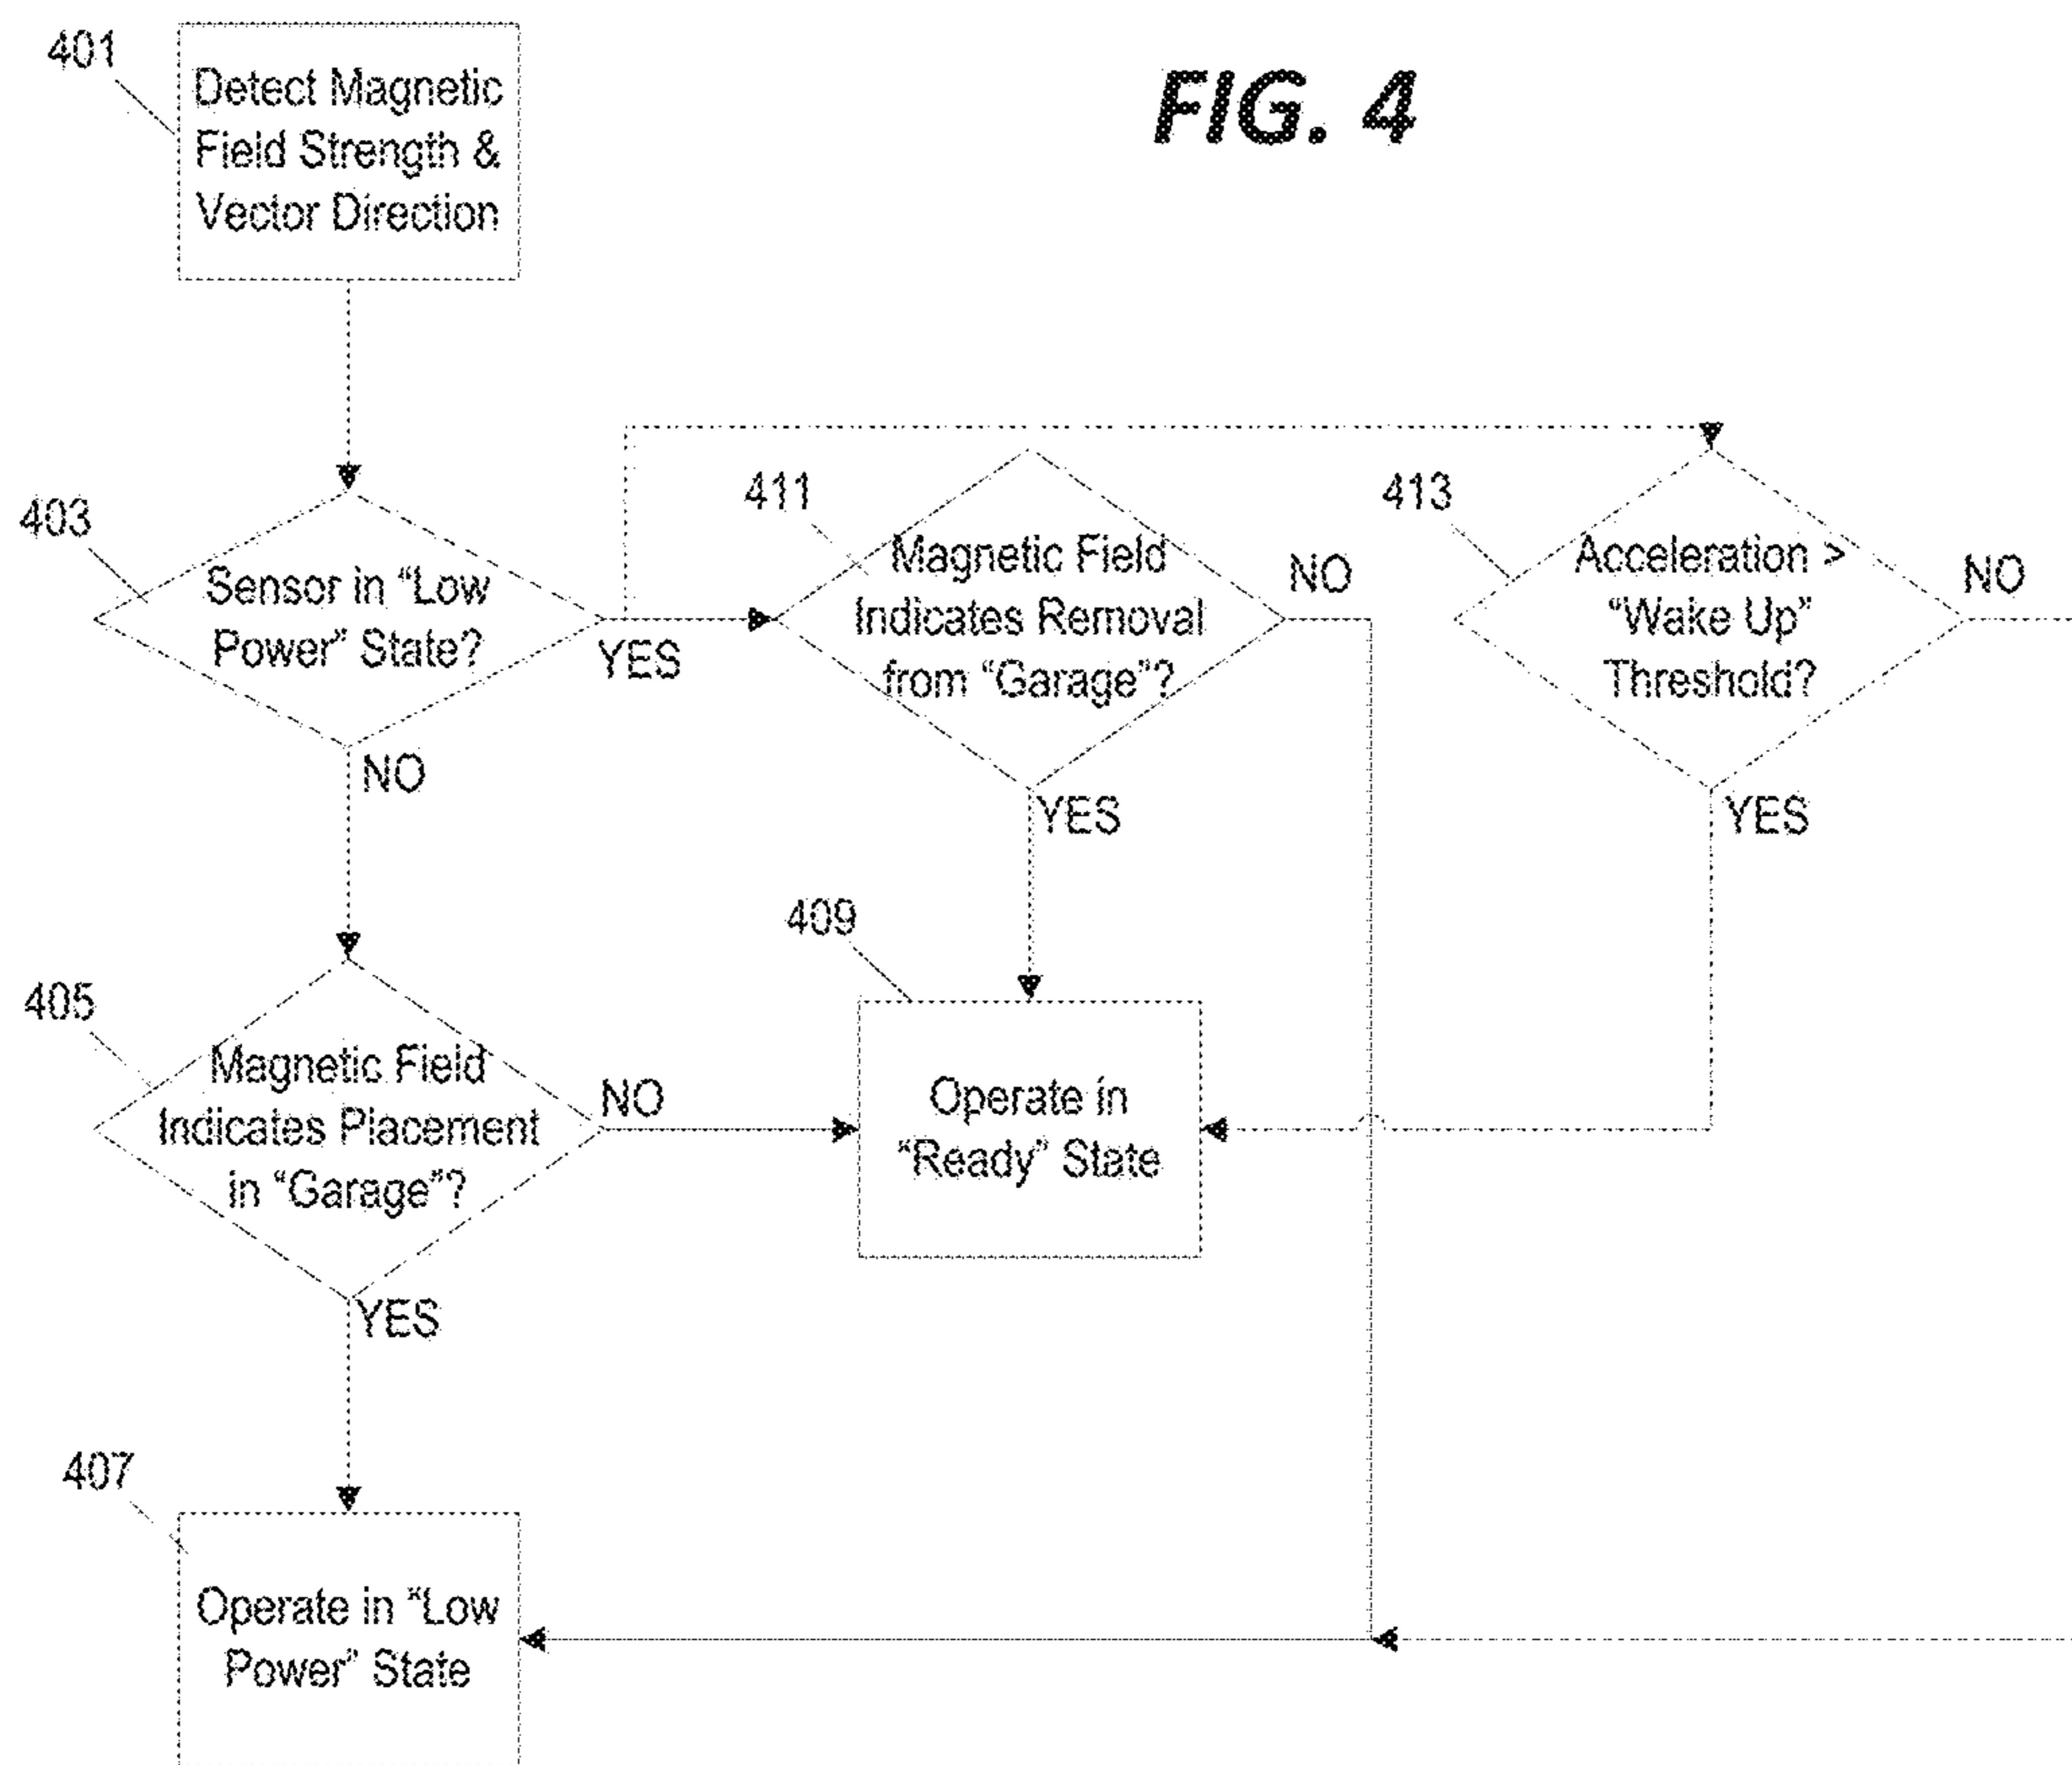 FIG. 4
401
Detect Magnetic
Field Strength &
Vector Direction
403
Sensor in “Low
Power” State?
YES
NO
411
Magnetic Field
Indicates Removal
from “Garage”?
NO
YES
413
Acceleration >
“Wake Up”
Threshold?
NO
YES
405
Magnetic Field
Indicates Placement
in “Garage”?
NO
YES
409
Operate in
“Ready” State
407
Operate in “Low
Power” State